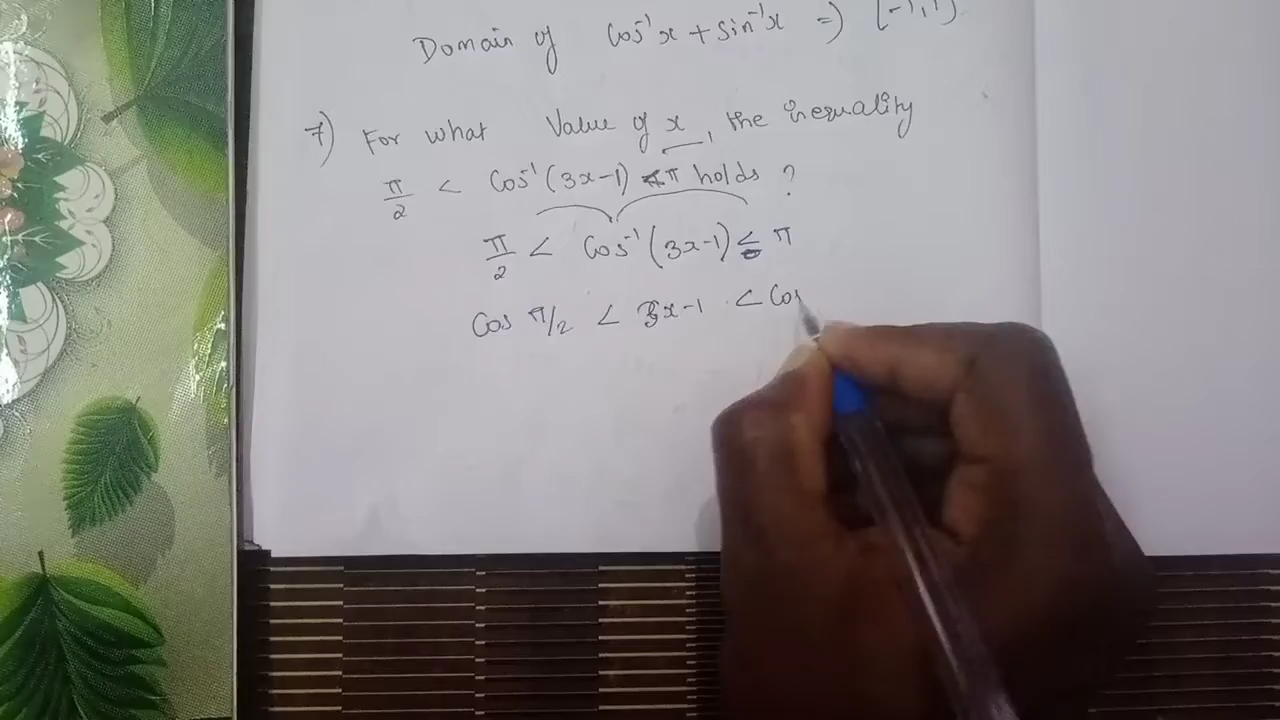 Domain of cos⁻¹x + sin⁻¹x ⇒ [-1, 1]
7) For what Value of x, the inequality
π/2 < Cos⁻¹(3x-1) < π holds ?
π/2 < Cos⁻¹(3x-1) ≤ π
Cos π/2 < 3x-1 < Cos